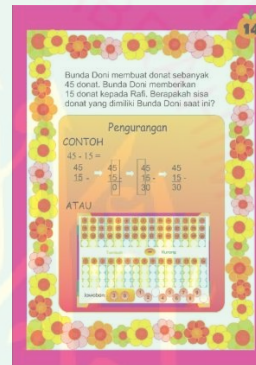 14
Bunda Doni membuat donat sebanyak
45 donat. Bunda Doni memberikan
15 donat kepada Rafi. Berapakah sisa
donat yang dimiliki Bunda Doni saat ini?
Pengurangan
CONTOH
45 - 15 =
45 45 45 45
15 - 15 - 15 - 15 -
0 30 30
ATAU
Kurang
Jawaban